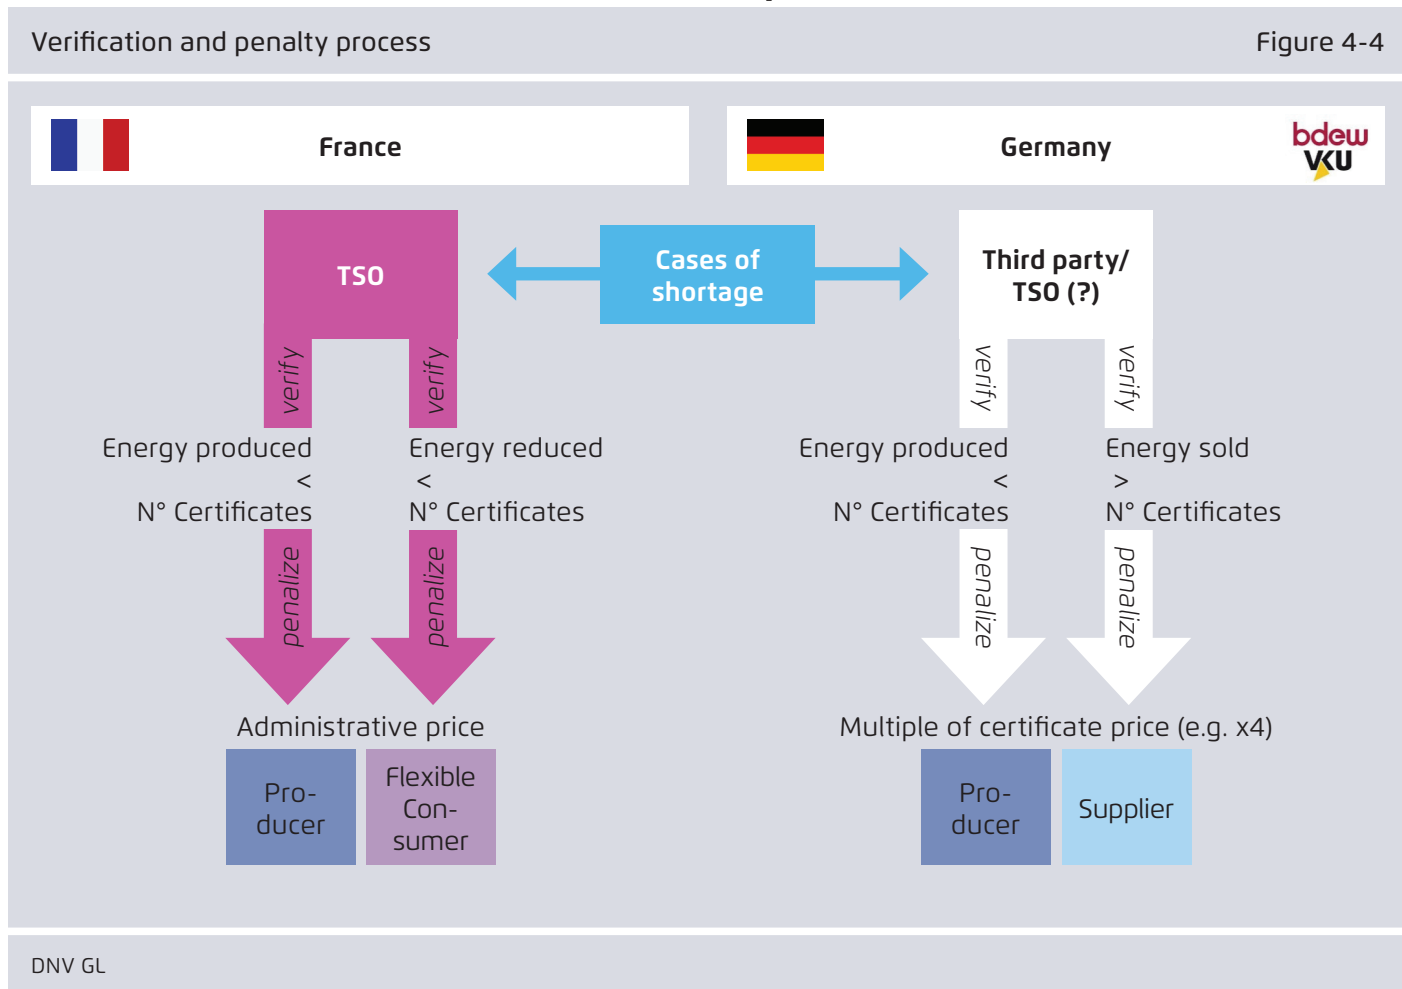 Verification and penalty process
Figure 4-4
France
Germany
bdew
VKU
TSO
Cases of
shortage
Third party/
TSO (?)
verify
verify
verify
verify
Energy produced
<
N° Certificates
Energy reduced
<
N° Certificates
Energy produced
<
N° Certificates
Energy sold
>
N° Certificates
penalize
penalize
penalize
penalize
Administrative price
Multiple of certificate price (e.g. x4)
Pro-
ducer
Flexible
Con-
sumer
Pro-
ducer
Supplier
DNV GL